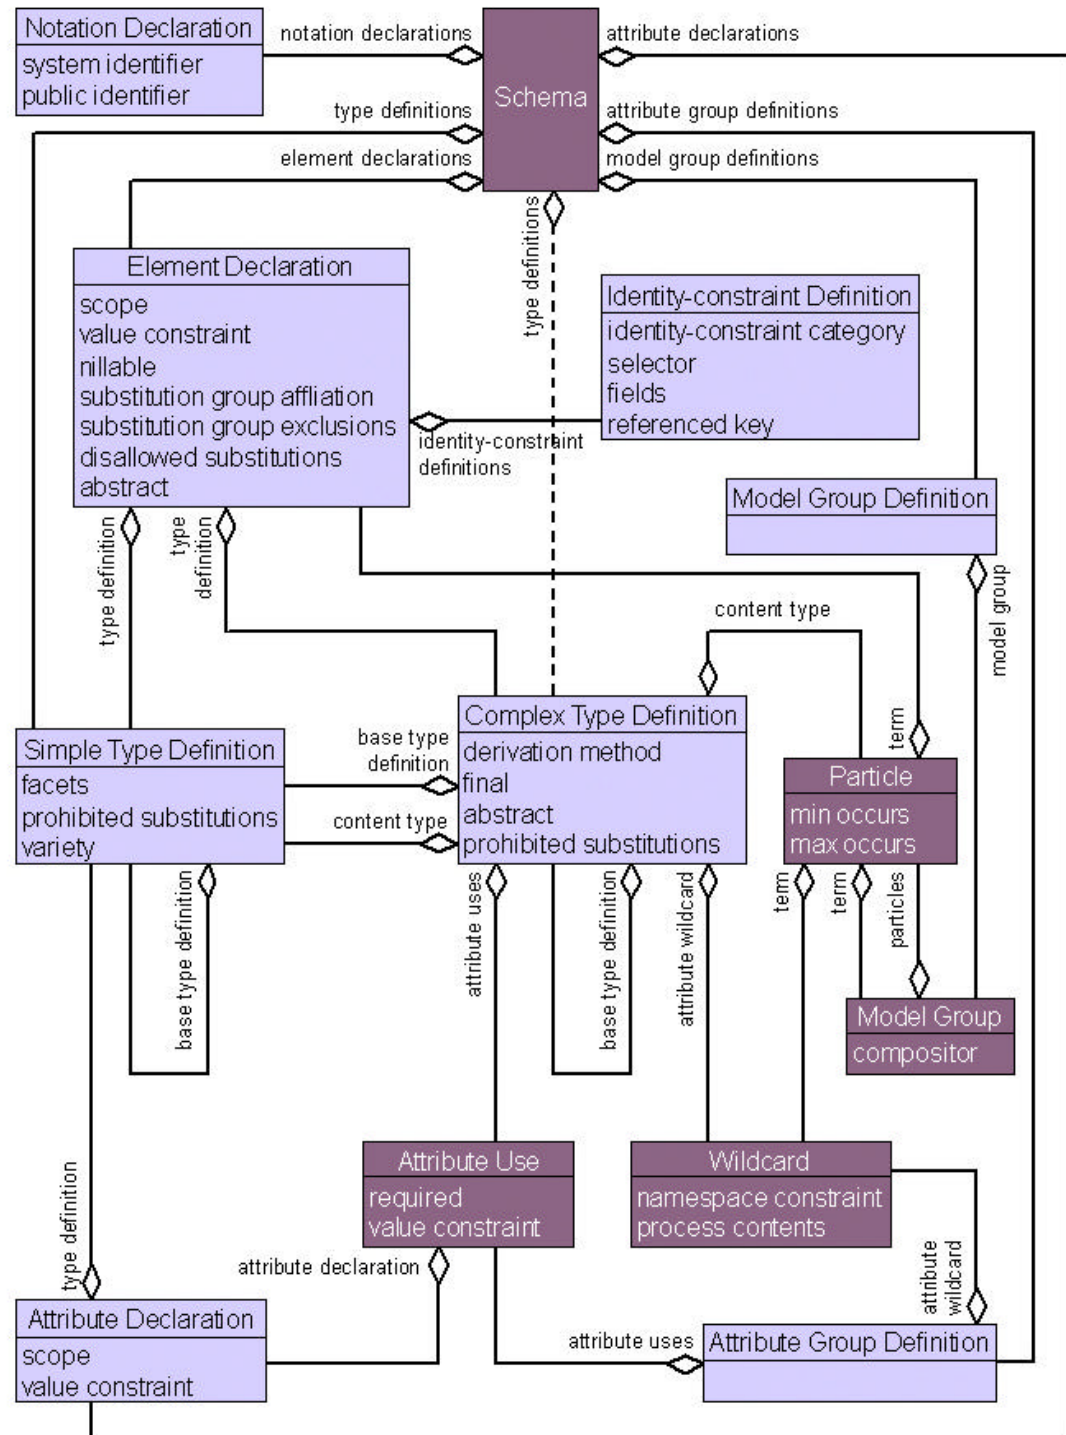 Notation Declaration
system identifier
public identifier
notation declarations
Schema
attribute declarations
type definitions
attribute group definitions
element declarations
model group definitions
type definitions
Element Declaration
scope
value constraint
nillable
substitution group affliation
substitution group exclusions
disallowed substitutions
abstract
Identity-constraint Definition
identity-constraint category
selector
fields
referenced key
identity-constraint
definitions
Model Group Definition
type definition
type
definition
model group
content type
term
Simple Type Definition
facets
prohibited substitutions
variety
base type
definition
content type
Complex Type Definition
derivation method
final
abstract
prohibited substitutions
Particle
min occurs
max occurs
base type definition
attribute uses
base type definition
attribute wildcard
term
term
particles
Model Group
compositor
Attribute Use
required
value constraint
Wildcard
namespace constraint
process contents
type definition
attribute declaration
attribute
wildcard
Attribute Declaration
scope
value constraint
attribute uses
Attribute Group Definition